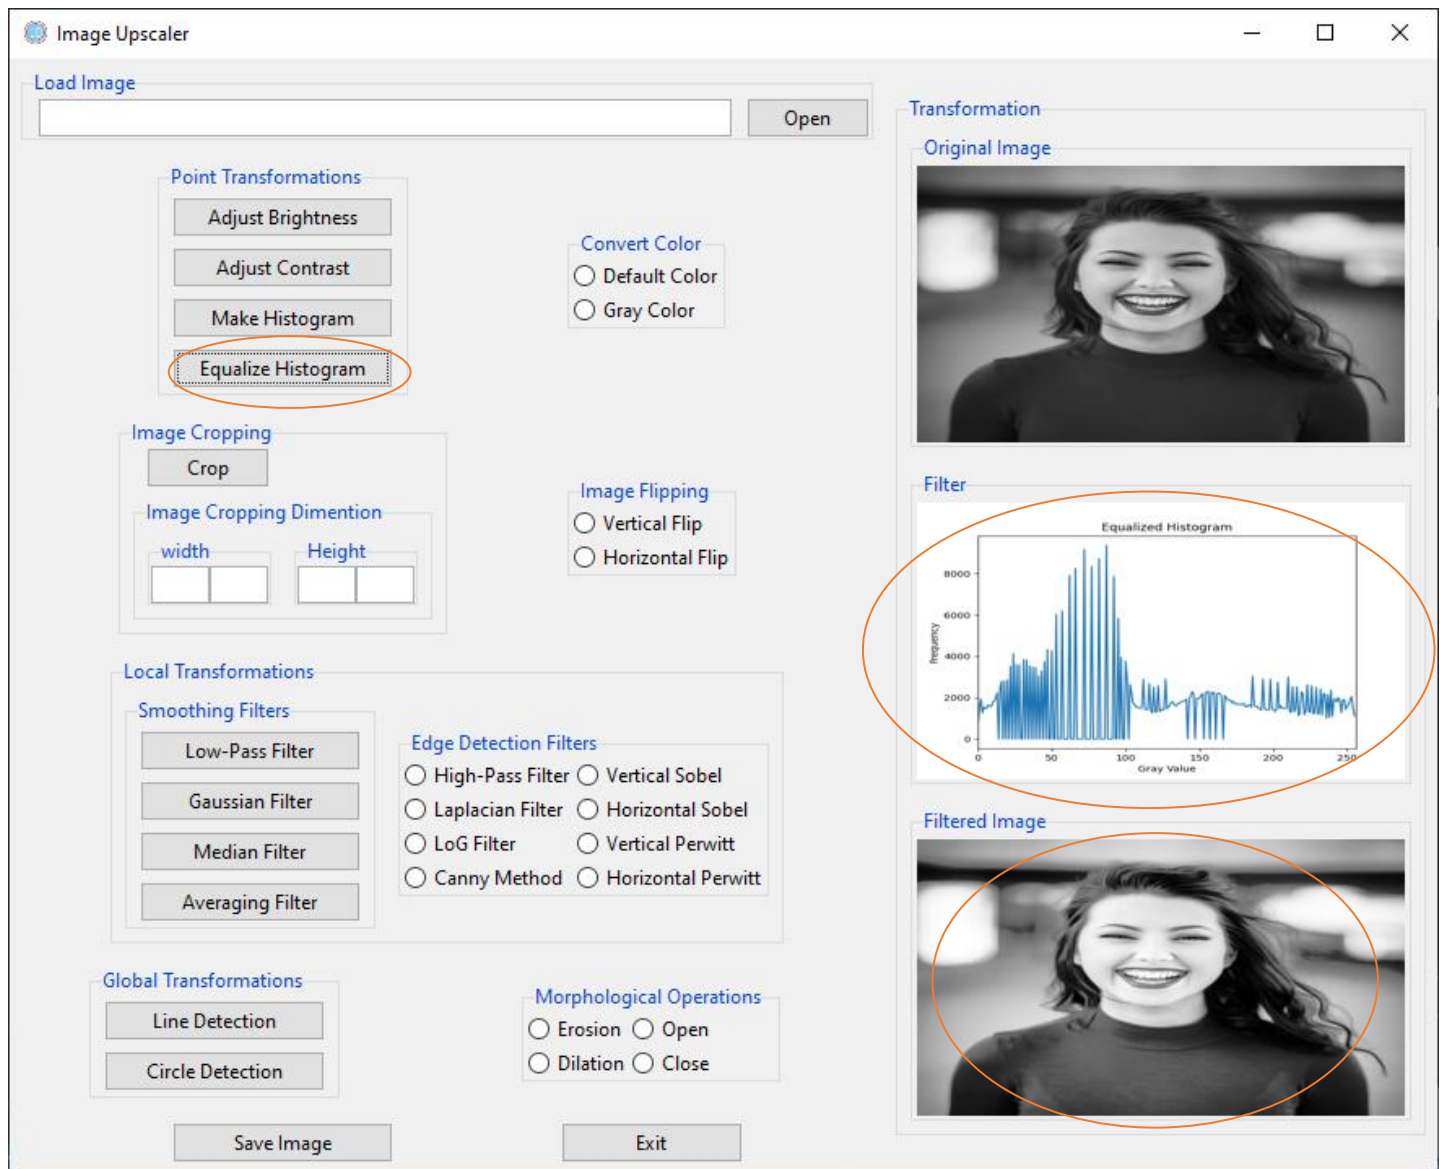 Image Upscaler
Load Image
Open
Point Transformations
Adjust Brightness
Adjust Contrast
Make Histogram
Equalize Histogram
Convert Color
Default Color
Gray Color
Image Cropping
Crop
Image Cropping Dimention
width Height
Image Flipping
Vertical Flip
Horizontal Flip
Local Transformations
Smoothing Filters
Low-Pass Filter
Gaussian Filter
Median Filter
Averaging Filter
Edge Detection Filters
High-Pass Filter Vertical Sobel
Laplacian Filter Horizontal Sobel
LoG Filter Vertical Perwitt
Canny Method Horizontal Perwitt
Global Transformations
Line Detection
Circle Detection
Morphological Operations
Erosion Open
Dilation Close
Save Image
Exit
Transformation
Original Image
Filter
Equalized Histogram
Frequency
8000
6000
4000
2000
0
0 50 100 150 200 250
Gray Value
Filtered Image